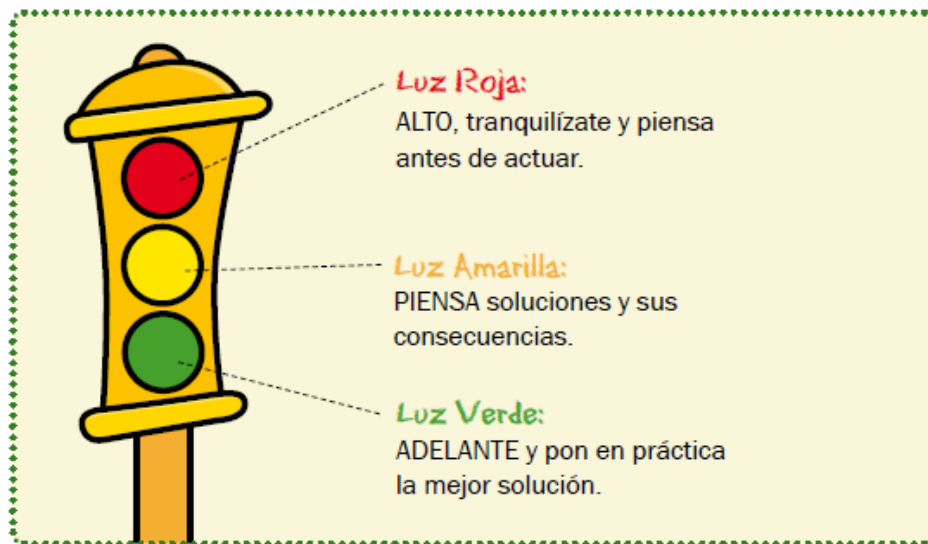 Luz Roja:
ALTO, tranquilízate y piensa
antes de actuar.
Luz Amarilla:
PIENSA soluciones y sus
consecuencias.
Luz Verde:
ADELANTE y pon en práctica
la mejor solución.